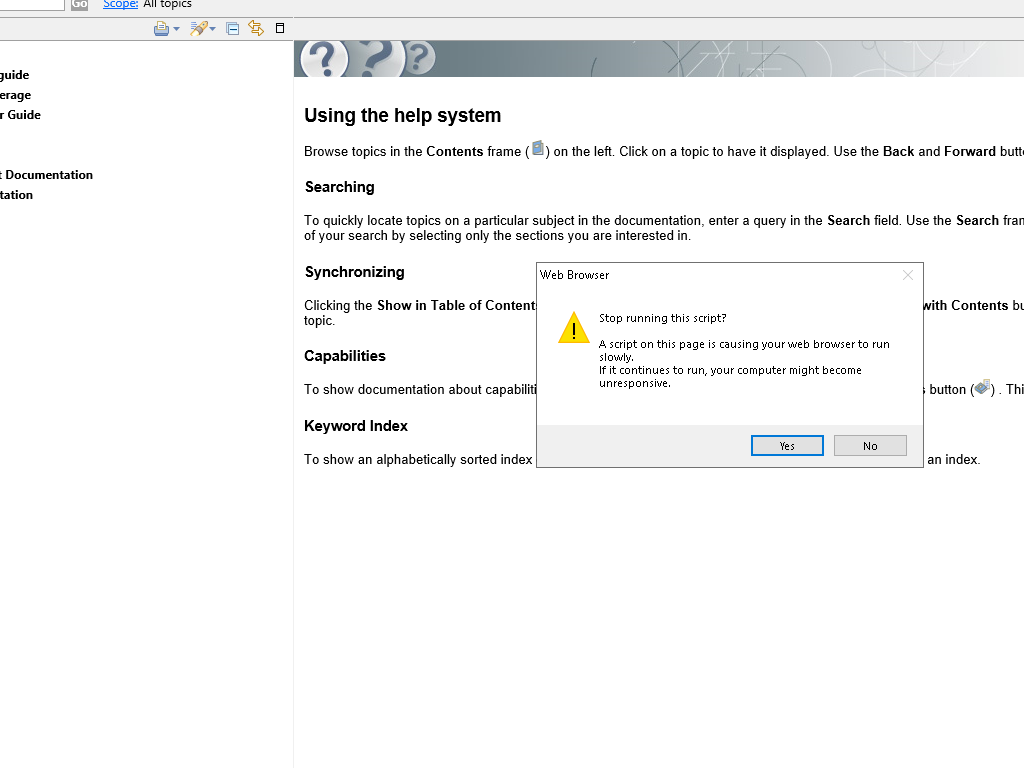 Go Scope: All topics
guide
erage
r Guide
t Documentation
tation
Using the help system
Browse topics in the Contents frame ( ) on the left. Click on a topic to have it displayed. Use the Back and Forward butt
Searching
To quickly locate topics on a particular subject in the documentation, enter a query in the Search field. Use the Search fran
of your search by selecting only the sections you are interested in.
Synchronizing
Clicking the Show in Table of Contents
with Contents bu
topic.
Capabilities
To show documentation about capabiliti
s button ( ) . Thi
Keyword Index
To show an alphabetically sorted index
an index.
Web Browser
Stop running this script?
A script on this page is causing your web browser to run
slowly.
If it continues to run, your computer might become
unresponsive.
Yes
No